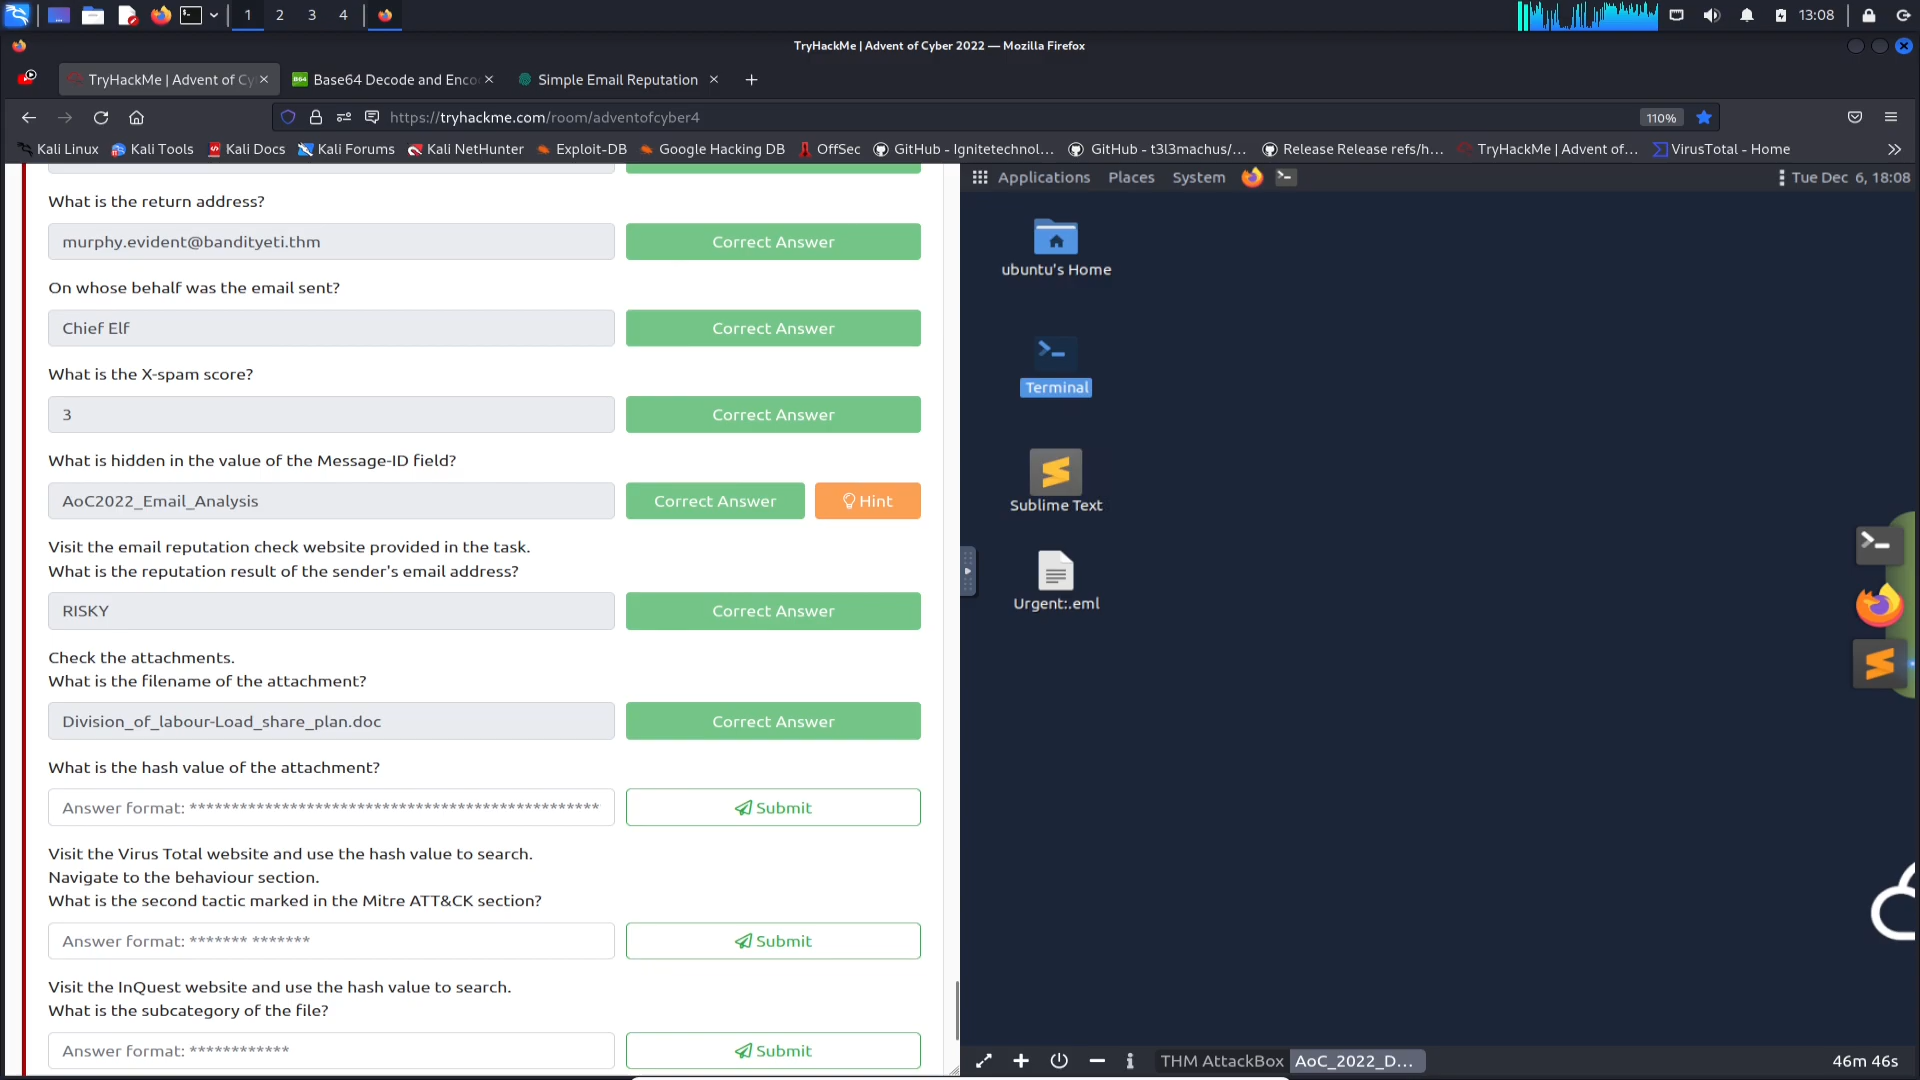 1 2 3 4 13:08
TryHackMe | Advent of Cyber 2022 — Mozilla Firefox
TryHackMe | Advent of Cy Base64 Decode and Enco Simple Email Reputation
https://tryhackme.com/room/adventofcyber4 110%
Kali Linux Kali Tools Kali Docs Kali Forums Kali NetHunter Exploit-DB Google Hacking DB OffSec GitHub - Ignitetechnol... GitHub - t3l3machus/... Release Release refs/h... TryHackMe | Advent of... VirusTotal - Home
Applications Places System Tue Dec 6, 18:08
What is the return address?
murphy.evident@bandityeti.thm Correct Answer
On whose behalf was the email sent?
Chief Elf Correct Answer
What is the X-spam score?
3 Correct Answer
What is hidden in the value of the Message-ID field?
AoC2022_Email_Analysis Correct Answer Hint
Visit the email reputation check website provided in the task.
What is the reputation result of the sender's email address?
RISKY Correct Answer
Check the attachments.
What is the filename of the attachment?
Division_of_labour-Load_share_plan.doc Correct Answer
What is the hash value of the attachment?
Answer format: ************************************************** Submit
Visit the Virus Total website and use the hash value to search.
Navigate to the behaviour section.
What is the second tactic marked in the Mitre ATT&CK section?
Answer format: ******* ******* Submit
Visit the InQuest website and use the hash value to search.
What is the subcategory of the file?
Answer format: ************ Submit
ubuntu's Home
Terminal
Sublime Text
Urgent:.eml
THM AttackBox AoC_2022_D... 46m 46s